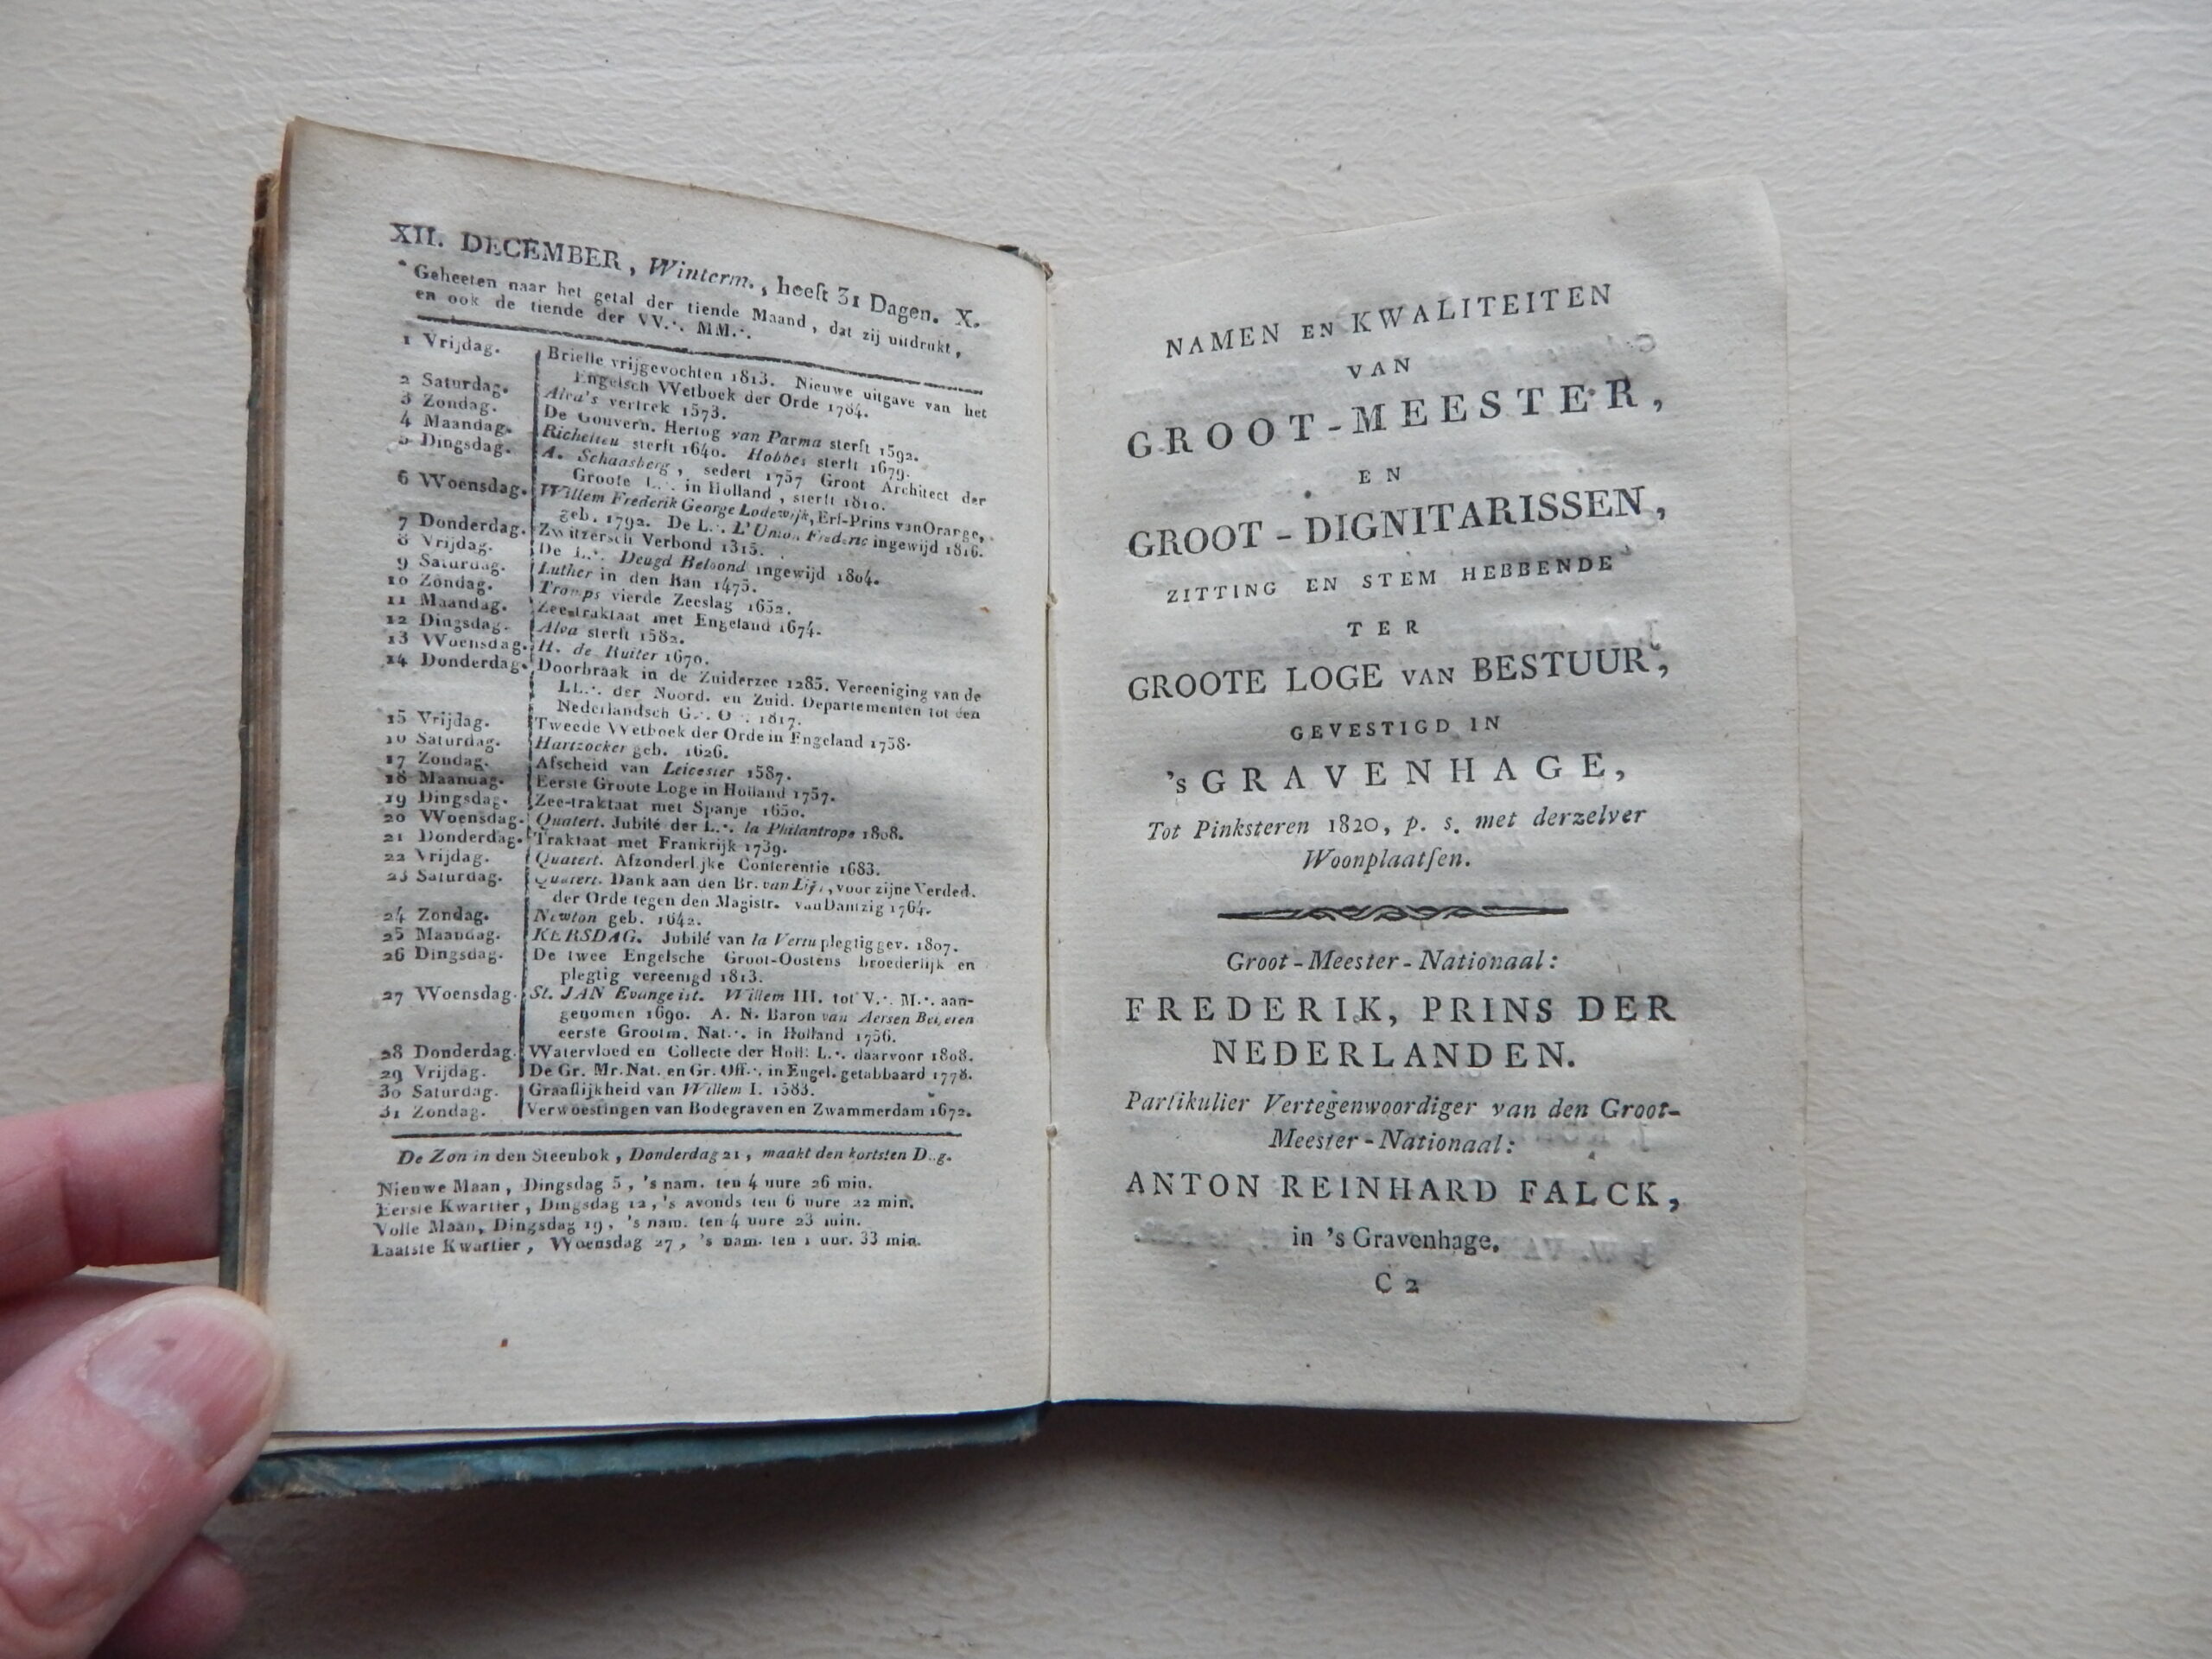 XII. DECEMBER, Winterm., heeft 31 Dagen. X.
Geheeten naar het getal der tiende Maand, dat zij uitdrukt,
en ook de tiende der VV.·. MM.·.
1 Vrijdag. Brielle vrijgevochten 1813. Nieuwe uitgave van het
Engelsch Wetboek der Orde 1784.
2 Saturdag. Alva's vertrek 1573.
3 Zondag. De Gouvern. Hertog van Parma sterft 1592.
4 Maandag. Richelieu sterft 1640. Hobbes sterft 1679.
5 Dingsdag. A. Schaasberg, sedert 1757 Groot Architect der
Groote L.·. in Holland, sterft 1810.
6 Woensdag. Willem Frederik George Lodewijk, Erf-Prins van Orange,
geb. 1792. De L.·. L'Union Frederic ingewijd 1816.
7 Donderdag. Zwitzersch Verbond 1315.
8 Vrijdag. De L.·. Deugd Beloond ingewijd 1804.
9 Saturdag. Luther in den Ban 1475.
10 Zondag. Tromps vierde Zeeslag 1652.
11 Maandag. Zee-traktaat met Engeland 1674.
12 Dingsdag. Alva sterft 1582.
13 Woensdag. H. de Ruiter 1670.
14 Donderdag. Doorbraak in de Zuiderzee 1285. Vereeniging van de
LL.·. der Noord. en Zuid. Departementen tot een
Nederlandsch G.·. O.·. 1817.
15 Vrijdag. Tweede Wetboek der Orde in Engeland 1758.
16 Saturdag. Hartzocker geb. 1626.
17 Zondag. Afscheid van Leicester 1587.
18 Maandag. Eerste Groote Loge in Holland 1757.
19 Dingsdag. Zee-traktaat met Spanje 1650.
20 Woensdag. Quatert. Jubilé der L.·. la Philantrope 1808.
21 Donderdag. Traktaat met Frankrijk 1739.
22 Vrijdag. Quatert. Afzonderlijke Conferentie 1683.
23 Saturdag. Quatert. Dank aan den Br. van , voor zijne Verded.
der Orde tegen den Magistr. van Dantzig 1764.
24 Zondag. Newton geb. 1642.
25 Maandag. KERSDAG. Jubilé van la Vertu plegtig gev. 1807.
26 Dingsdag. De twee Engelsche Groot-Oostens broederlijk en
plegtig vereenigd 1813.
27 Woensdag. St. JAN Evangelist. Willem III. tot V.·. M.·. aan-
genomen 1690. A. N. Baron van Aersen Beijeren
eerste Grootm. Nat.·. in Holland 1756.
28 Donderdag. Watervloed en Collecte der Holl: L.·. daarvoor 1808.
29 Vrijdag. De Gr. Mr. Nat. en Gr. Off.·. in Engel. getabbaard 1778.
30 Saturdag. Graaflijkheid van Willem I. 1583.
31 Zondag. Verwoestingen van Bodegraven en Zwammerdam 1672.
De Zon in den Steenbok, Donderdag 21, maakt den kortsten Dag.
Nieuwe Maan, Dingsdag 5, 's nam. ten 4 uure 26 min.
Eerste Kwartier, Dingsdag 12, 's avonds ten 6 uure 22 min.
Volle Maan, Dingsdag 19, 's nam. ten 4 uure 23 min.
Laatste Kwartier, Woensdag 27, 's nam. ten 1 uur. 33 min.
NAMEN EN KWALITEITEN
VAN
GROOT-MEESTER,
EN
GROOT-DIGNITARISSEN,
ZITTING EN STEM HEBBENDE
TER
GROOTE LOGE VAN BESTUUR,
GEVESTIGD IN
'sGRAVENHAGE,
Tot Pinksteren 1820, p. s. met derzelver
Woonplaatſen.
Groot-Meester-Nationaal:
FREDERIK, PRINS DER
NEDERLANDEN.
Partikulier Vertegenwoordiger van den Groot-
Meester-Nationaal:
ANTON REINHARD FALCK,
in 's Gravenhage.
C 2